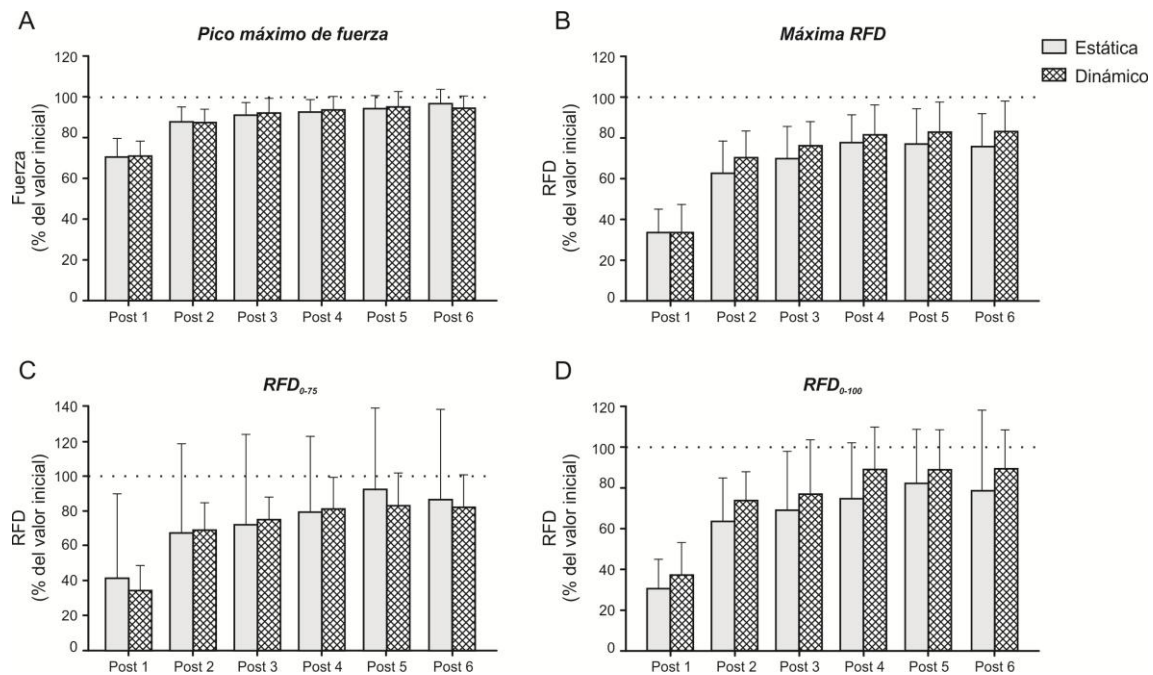 A
Pico máximo de fuerza
Fuerza
(% del valor inicial)
120
100
80
60
40
20
0
Post 1 Post 2 Post 3 Post 4 Post 5 Post 6
B
Máxima RFD
RFD
(% del valor inicial)
120
100
80
60
40
20
0
Post 1 Post 2 Post 3 Post 4 Post 5 Post 6
Estática
Dinámico
C
RFD0-75
RFD
(% del valor inicial)
140
120
100
80
60
40
20
0
Post 1 Post 2 Post 3 Post 4 Post 5 Post 6
D
RFD0-100
RFD
(% del valor inicial)
120
100
80
60
40
20
0
Post 1 Post 2 Post 3 Post 4 Post 5 Post 6